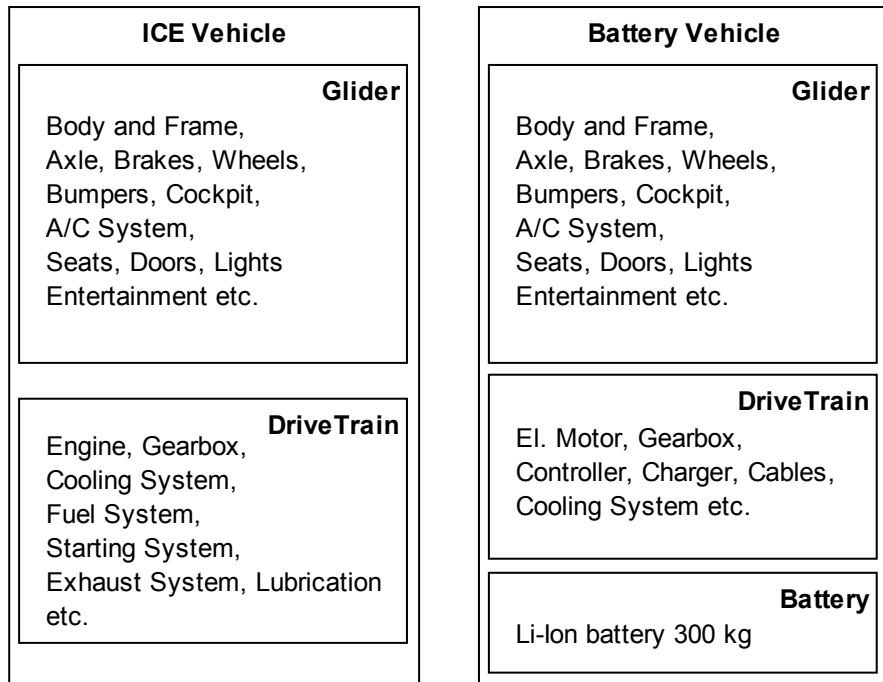 ICE Vehicle
Glider
Body and Frame,
Axle, Brakes, Wheels,
Bumpers, Cockpit,
A/C System,
Seats, Doors, Lights
Entertainment etc.
DriveTrain
Engine, Gearbox,
Cooling System,
Fuel System,
Starting System,
Exhaust System, Lubrication
etc.
Battery Vehicle
Glider
Body and Frame,
Axle, Brakes, Wheels,
Bumpers, Cockpit,
A/C System,
Seats, Doors, Lights
Entertainment etc.
DriveTrain
El. Motor, Gearbox,
Controller, Charger, Cables,
Cooling System etc.
Battery
Li-Ion battery 300 kg